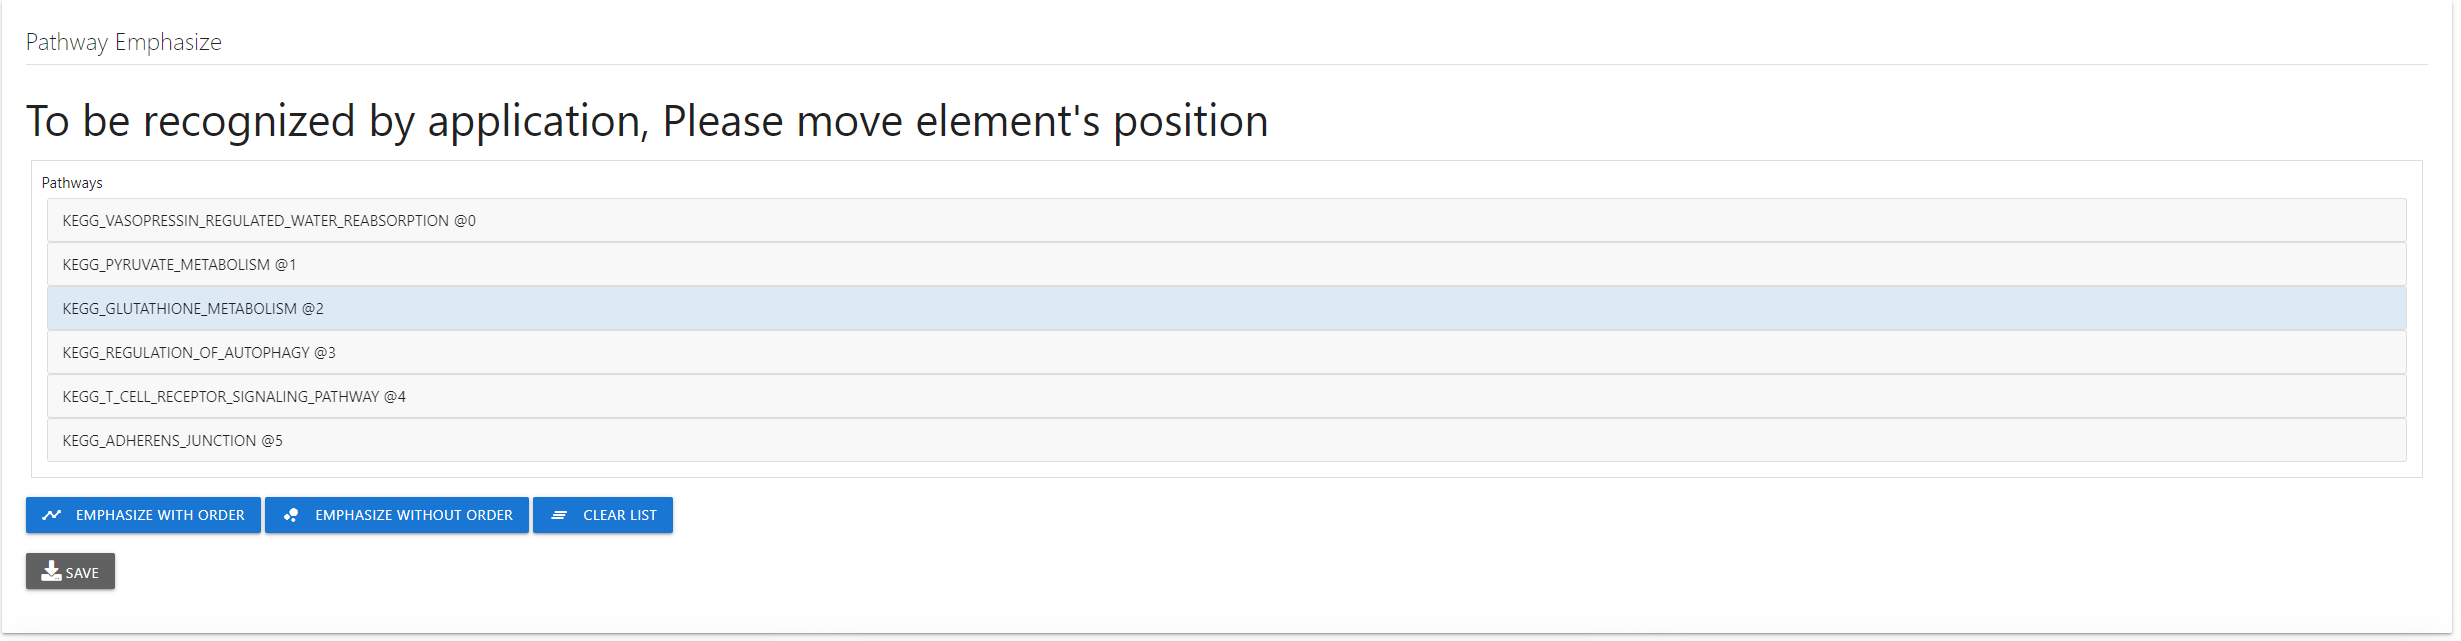 Pathway Emphasize
To be recognized by application, Please move element's position
Pathways
KEGG_VASOPRESSIN_REGULATED_WATER_REABSORPTION @0
KEGG_PYRUVATE_METABOLISM @1
KEGG_GLUTATHIONE_METABOLISM @2
KEGG_REGULATION_OF_AUTOPHAGY @3
KEGG_T_CELL_RECEPTOR_SIGNALING_PATHWAY @4
KEGG_ADHERENS_JUNCTION @5
EMPHASIZE WITH ORDER EMPHASIZE WITHOUT ORDER CLEAR LIST
SAVE